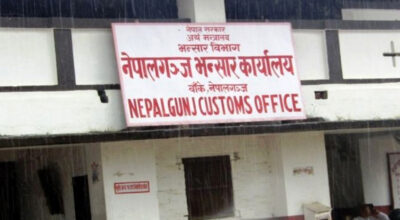 नेपाल सरकार
अर्थ मन्त्रालय
भन्सार विभाग
नेपालगञ्ज भन्सार कार्यालय
बाँके, नेपालगञ्ज
NEPALGUNJ CUSTOMS OFFICE